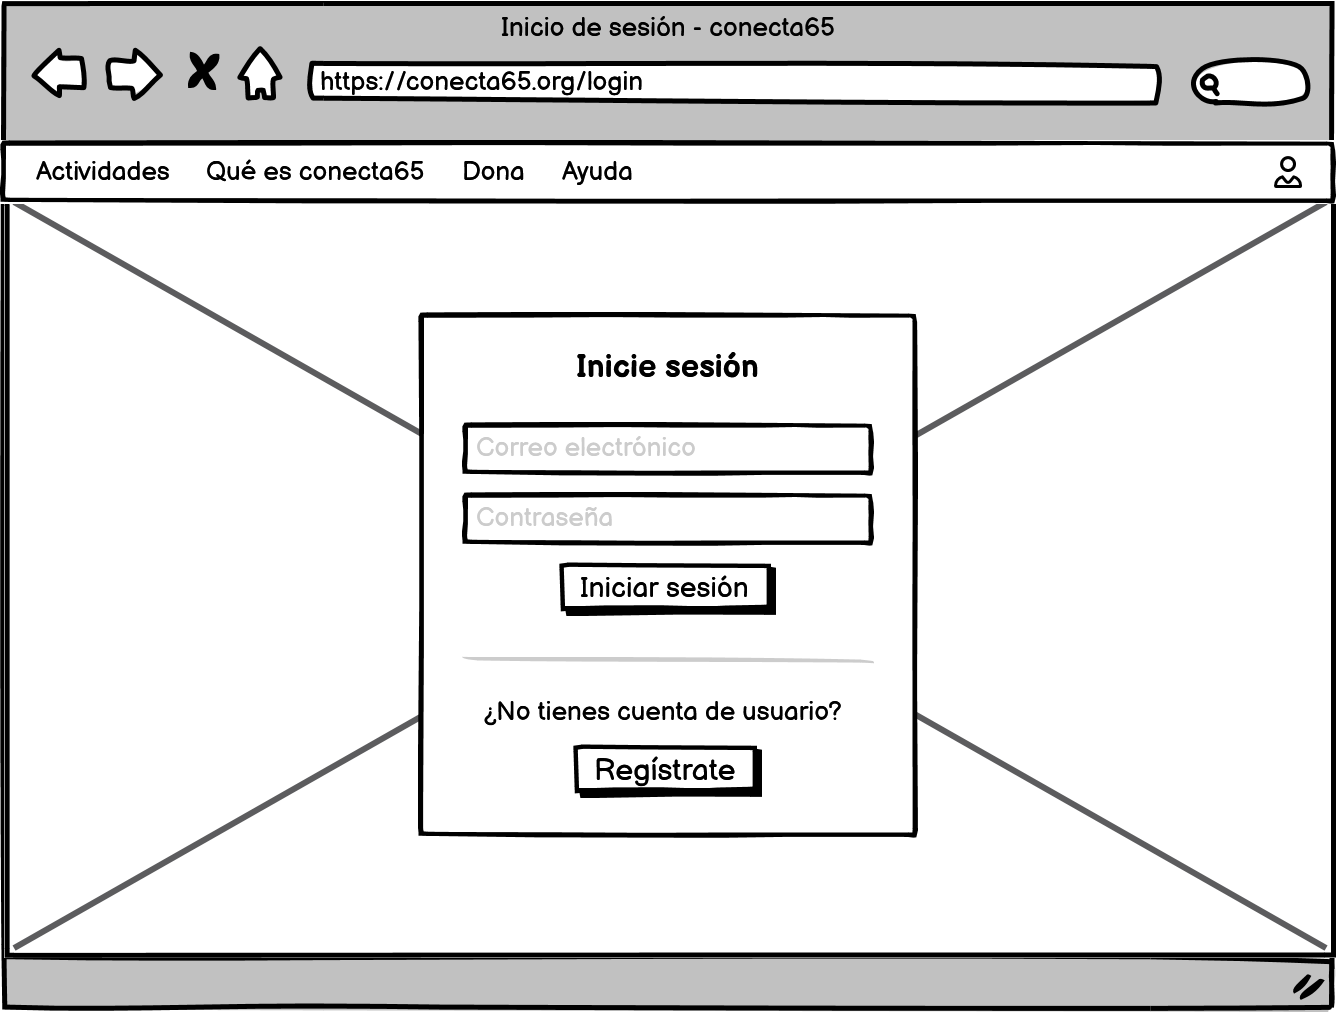 Inicio de sesión - conecta65
https://conecta65.org/login
Actividades Qué es conecta65 Dona Ayuda
Inicie sesión
Correo electrónico
Contraseña
Iniciar sesión
¿No tienes cuenta de usuario?
Regístrate